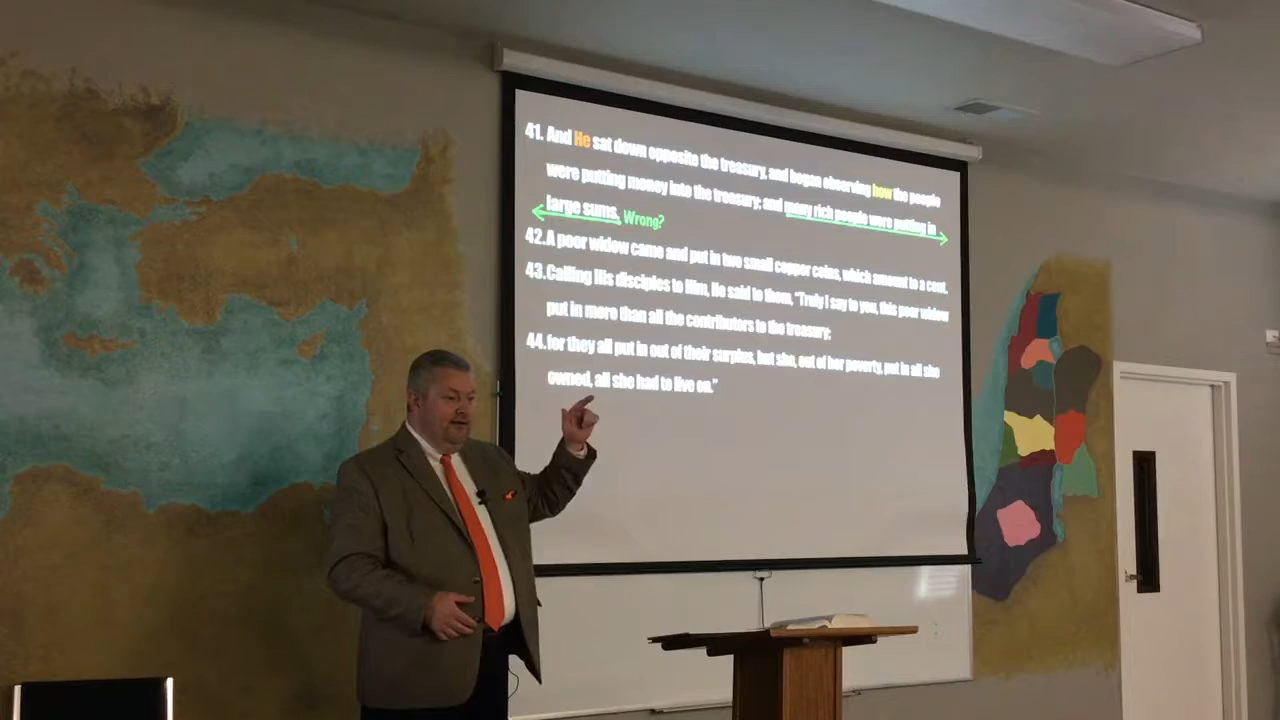 41. And He sat down opposite the treasury, and began observing how the people
were putting money into the treasury; and many rich people were putting in
large sums. Wrong?
42. A poor widow came and put in two small copper coins, which amount to a cent.
43. Calling His disciples to Him, He said to them, “Truly I say to you, this poor widow
put in more than all the contributors to the treasury;
44. for they all put in out of their surplus, but she, out of her poverty, put in all she
owned, all she had to live on.”